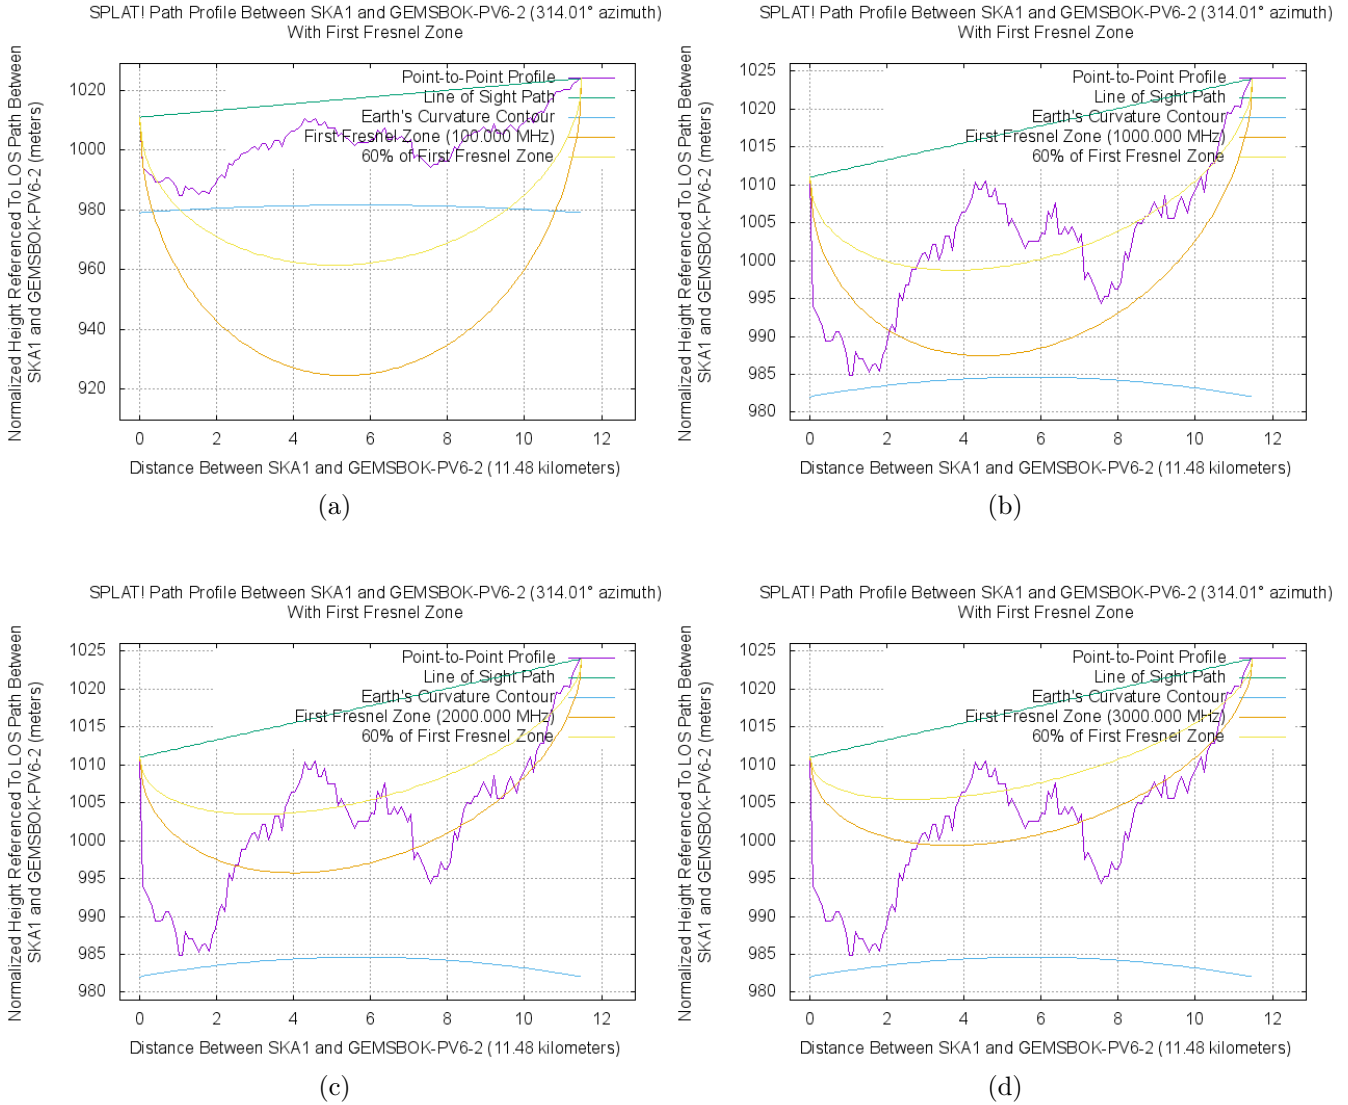 SPLAT! Path Profile Between SKA1 and GEMSBOK-PV6-2 (314.01° azimuth)
With First Fresnel Zone
Normalized Height Referenced To LOS Path Between
SKA1 and GEMSBOK-PV6-2 (meters)
1020
1000
980
960
940
920
Point-to-Point Profile
Line of Sight Path
Earth's Curvature Contour
First Fresnel Zone (100.000 MHz)
60% of First Fresnel Zone
0 2 4 6 8 10 12
Distance Between SKA1 and GEMSBOK-PV6-2 (11.48 kilometers)
(a)
SPLAT! Path Profile Between SKA1 and GEMSBOK-PV6-2 (314.01° azimuth)
With First Fresnel Zone
Normalized Height Referenced To LOS Path Between
SKA1 and GEMSBOK-PV6-2 (meters)
1025
1020
1015
1010
1005
1000
995
990
985
980
Point-to-Point Profile
Line of Sight Path
Earth's Curvature Contour
First Fresnel Zone (1000.000 MHz)
60% of First Fresnel Zone
0 2 4 6 8 10 12
Distance Between SKA1 and GEMSBOK-PV6-2 (11.48 kilometers)
(b)
SPLAT! Path Profile Between SKA1 and GEMSBOK-PV6-2 (314.01° azimuth)
With First Fresnel Zone
Normalized Height Referenced To LOS Path Between
SKA1 and GEMSBOK-PV6-2 (meters)
1025
1020
1015
1010
1005
1000
995
990
985
980
Point-to-Point Profile
Line of Sight Path
Earth's Curvature Contour
First Fresnel Zone (2000.000 MHz)
60% of First Fresnel Zone
0 2 4 6 8 10 12
Distance Between SKA1 and GEMSBOK-PV6-2 (11.48 kilometers)
(c)
SPLAT! Path Profile Between SKA1 and GEMSBOK-PV6-2 (314.01° azimuth)
With First Fresnel Zone
Normalized Height Referenced To LOS Path Between
SKA1 and GEMSBOK-PV6-2 (meters)
1025
1020
1015
1010
1005
1000
995
990
985
980
Point-to-Point Profile
Line of Sight Path
Earth's Curvature Contour
First Fresnel Zone (3000.000 MHz)
60% of First Fresnel Zone
0 2 4 6 8 10 12
Distance Between SKA1 and GEMSBOK-PV6-2 (11.48 kilometers)
(d)